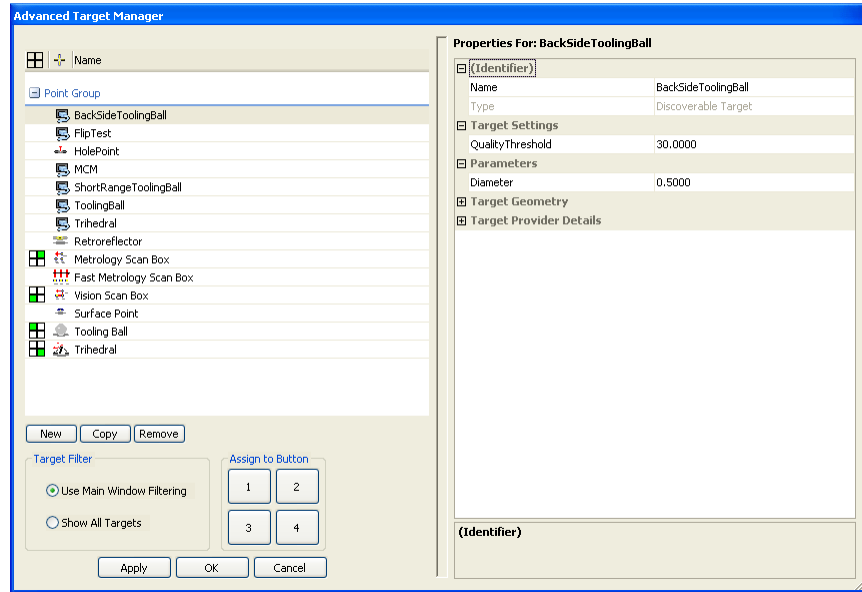 Advanced Target Manager
Name
Point Group
BackSideToolingBall
FlipTest
HolePoint
MCM
ShortRangeToolingBall
ToolingBall
Trihedral
Retroreflector
Metrology Scan Box
Fast Metrology Scan Box
Vision Scan Box
Surface Point
Tooling Ball
Trihedral
New Copy Remove
Target Filter
Use Main Window Filtering
Show All Targets
Assign to Button
1 2
3 4
Apply OK Cancel
Properties For: BackSideToolingBall
(Identifier)
Name BackSideToolingBall
Type Discoverable Target
Target Settings
QualityThreshold 30.0000
Parameters
Diameter 0.5000
Target Geometry
Target Provider Details
(Identifier)